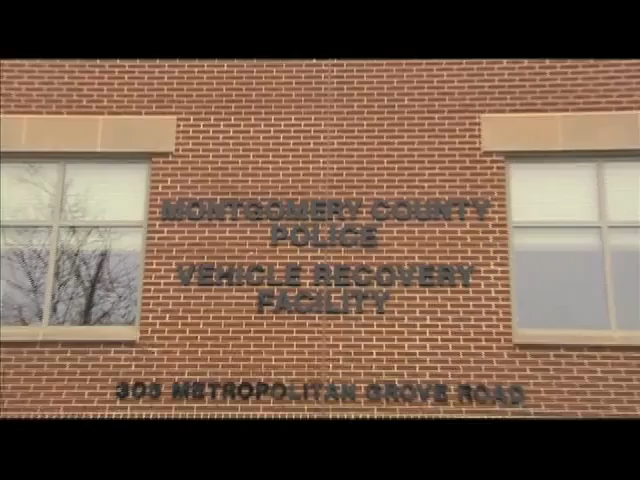 MONTGOMERY COUNTY
POLICE
VEHICLE RECOVERY
FACILITY
303 METROPOLITAN GROVE ROAD